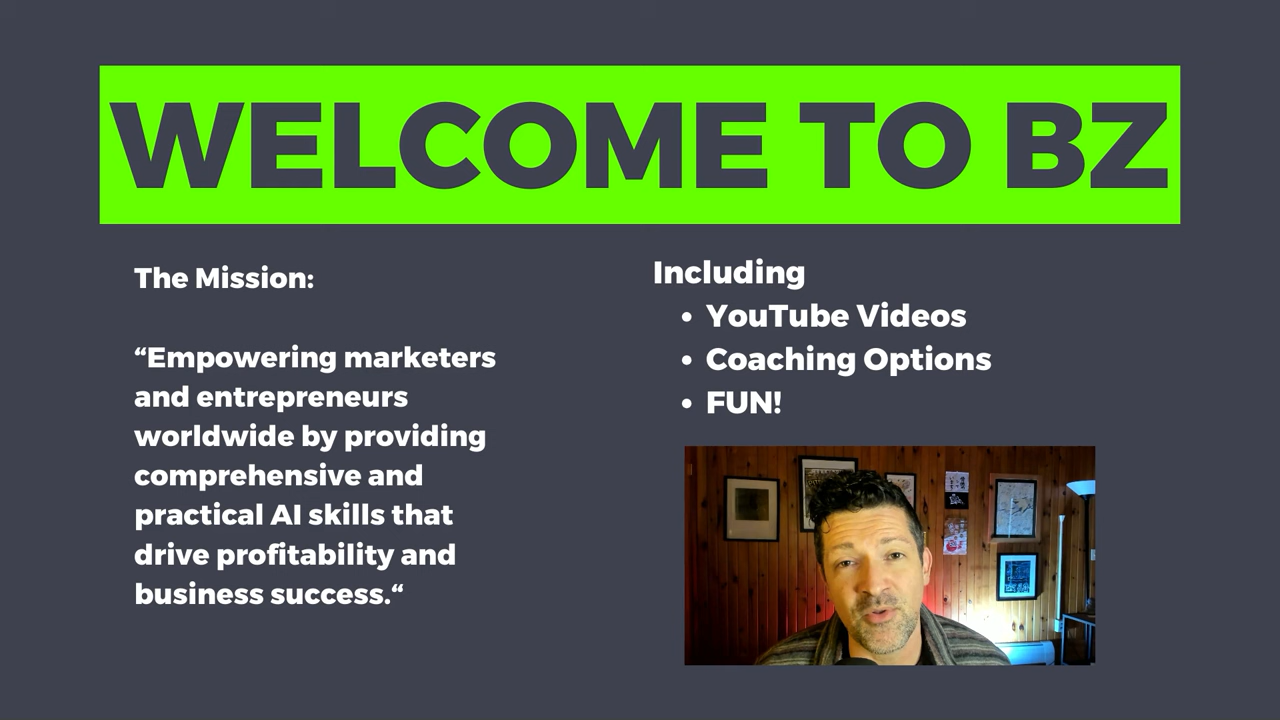 WELCOME TO BZ
The Mission:
“Empowering marketers
and entrepreneurs
worldwide by providing
comprehensive and
practical AI skills that
drive profitability and
business success.“
Including
• YouTube Videos
• Coaching Options
• FUN!